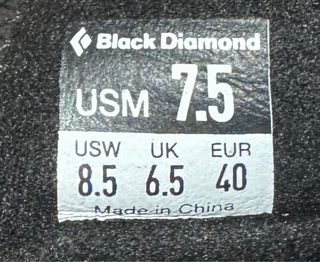 Black Diamond
USM 7.5
USW UK EUR
8.5 6.5 40
Made in China